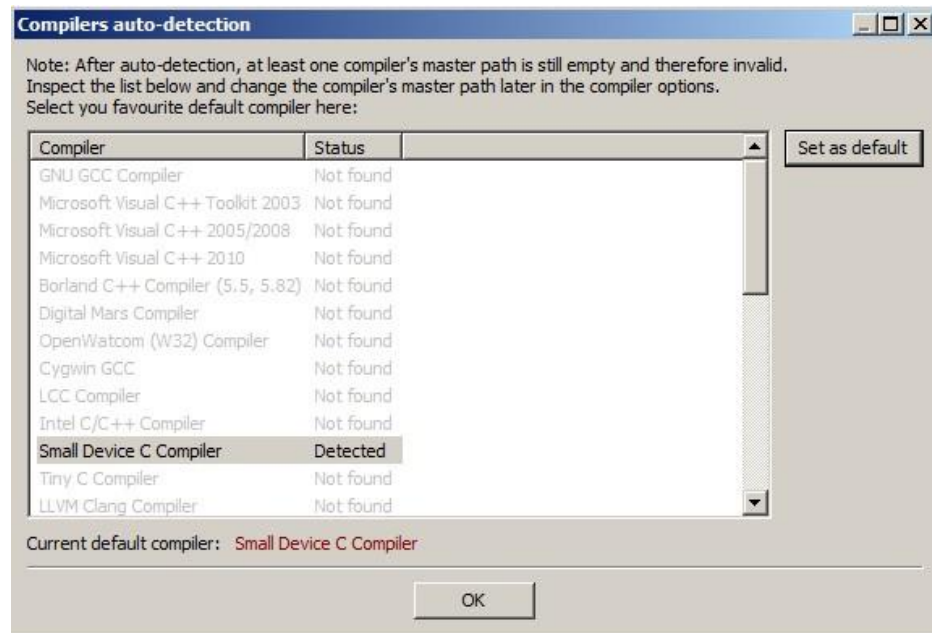 Compilers auto-detection
Note: After auto-detection, at least one compiler's master path is still empty and therefore invalid.
Inspect the list below and change the compiler's master path later in the compiler options.
Select you favourite default compiler here:
Compiler Status
Set as default
GNU GCC Compiler Not found
Microsoft Visual C++ Toolkit 2003 Not found
Microsoft Visual C++ 2005/2008 Not found
Microsoft Visual C++ 2010 Not found
Borland C++ Compiler (5.5, 5.82) Not found
Digital Mars Compiler Not found
OpenWatcom (W32) Compiler Not found
Cygwin GCC Not found
LCC Compiler Not found
Intel C/C++ Compiler Not found
Small Device C Compiler Detected
Tiny C Compiler Not found
LLVM Clang Compiler Not found
Current default compiler: Small Device C Compiler
OK